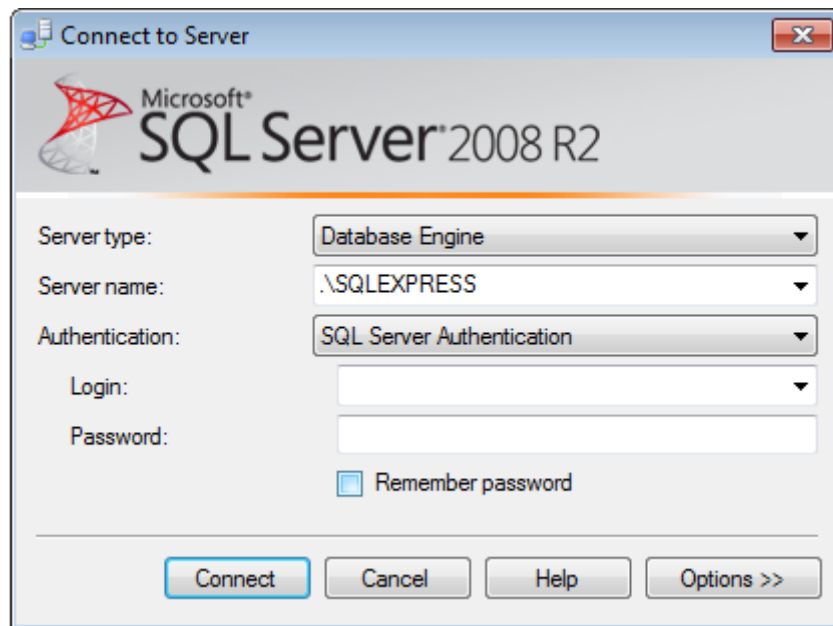 Connect to Server
Microsoft®
SQL Server® 2008 R2
Server type: Database Engine
Server name: .\SQLEXPRESS
Authentication: SQL Server Authentication
Login:
Password:
Remember password
Connect Cancel Help Options >>